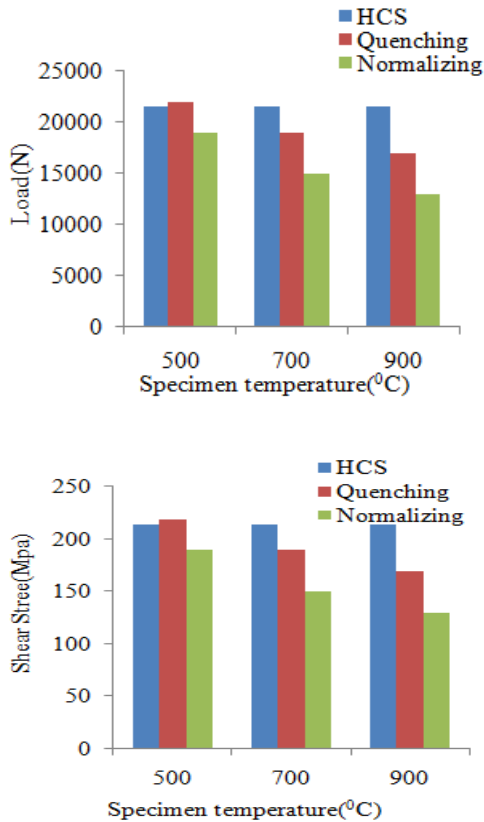 HCS
Quenching
Normalizing
25000
20000
15000
10000
5000
0
Load(N)
500 700 900
Specimen temperature(⁰C)
HCS
Quenching
Normalizing
250
200
150
100
50
0
Shear Stree(Mpa)
500 700 900
Specimen temperature(⁰C)